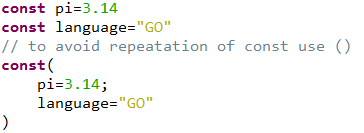 const pi=3.14
const language="GO"
// to avoid repeatation of const use ()
const(
    pi=3.14;
    language="GO"
)